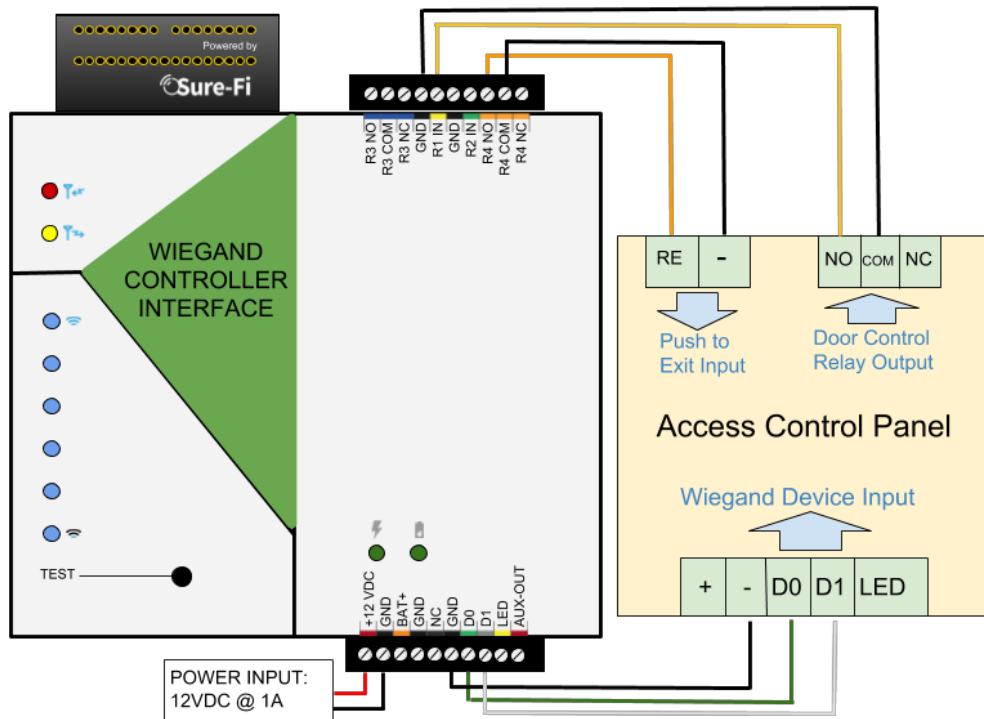 Powered by
Sure-Fi
R3 NO
R3 COM
R3 NC
GND
R1 IN
GND
R2 IN
R4 NO
R4 COM
R4 NC
WIEGAND
CONTROLLER
INTERFACE
RE
-
NO
COM
NC
Push to
Exit Input
Door Control
Relay Output
Access Control Panel
Wiegand Device Input
+
-
D0
D1
LED
TEST
+12 VDC
GND
BAT+
GND
NC
GND
D0
D1
LED
AUX-OUT
POWER INPUT:
12VDC @ 1A